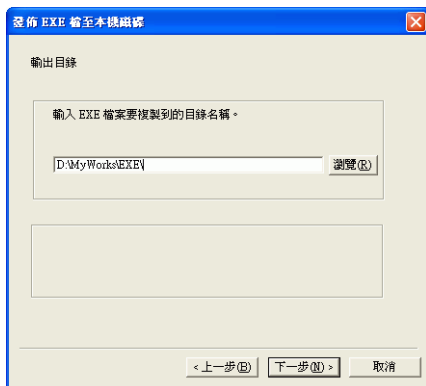 發佈 EXE 檔至本機磁碟
輸出目錄
輸入 EXE 檔案要複製到的目錄名稱。
D:\MyWorks\EXE\
瀏覽(R)
<上一步(B)
下一步(N)>
取消